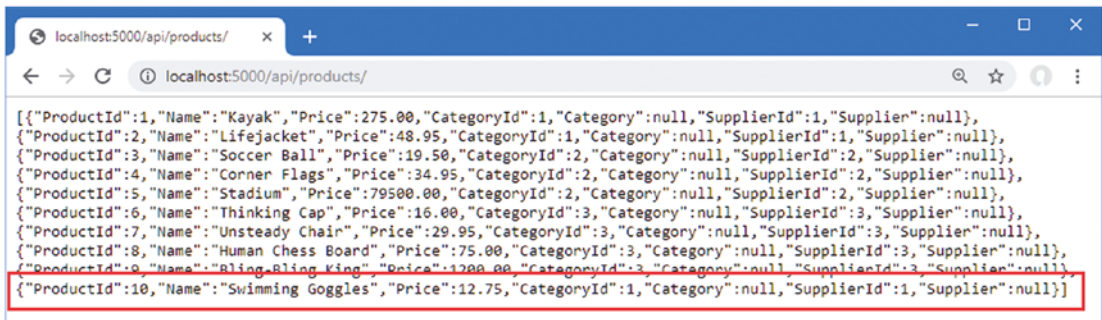 localhost:5000/api/products/
localhost:5000/api/products/
[{"ProductId":1,"Name":"Kayak","Price":275.00,"CategoryId":1,"Category":null,"SupplierId":1,"Supplier":null},
{"ProductId":2,"Name":"Lifejacket","Price":48.95,"CategoryId":1,"Category":null,"SupplierId":1,"Supplier":null},
{"ProductId":3,"Name":"Soccer Ball","Price":19.50,"CategoryId":2,"Category":null,"SupplierId":2,"Supplier":null},
{"ProductId":4,"Name":"Corner Flags","Price":34.95,"CategoryId":2,"Category":null,"SupplierId":2,"Supplier":null},
{"ProductId":5,"Name":"Stadium","Price":79500.00,"CategoryId":2,"Category":null,"SupplierId":2,"Supplier":null},
{"ProductId":6,"Name":"Thinking Cap","Price":16.00,"CategoryId":3,"Category":null,"SupplierId":3,"Supplier":null},
{"ProductId":7,"Name":"Unsteady Chair","Price":29.95,"CategoryId":3,"Category":null,"SupplierId":3,"Supplier":null},
{"ProductId":8,"Name":"Human Chess Board","Price":75.00,"CategoryId":3,"Category":null,"SupplierId":3,"Supplier":null},
{"ProductId":9,"Name":"Bling-Bling King","Price":1200.00,"CategoryId":3,"Category":null,"SupplierId":3,"Supplier":null},
{"ProductId":10,"Name":"Swimming Goggles","Price":12.75,"CategoryId":1,"Category":null,"SupplierId":1,"Supplier":null}]